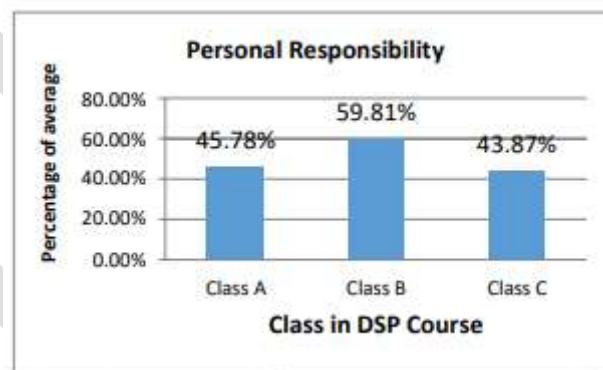 Personal Responsibility
Percentage of average
80.00%
60.00%
40.00%
20.00%
0.00%
45.78%
59.81%
43.87%
Class A
Class B
Class C
Class in DSP Course